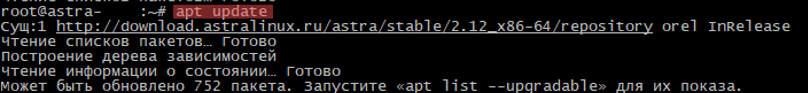 root@astra- :~# apt update
Сущ:1 http://download.astralinux.ru/astra/stable/2.12_x86-64/repository orel InRelease
Чтение списков пакетов… Готово
Построение дерева зависимостей
Чтение информации о состоянии… Готово
Может быть обновлено 752 пакета. Запустите «apt list --upgradable» для их показа.